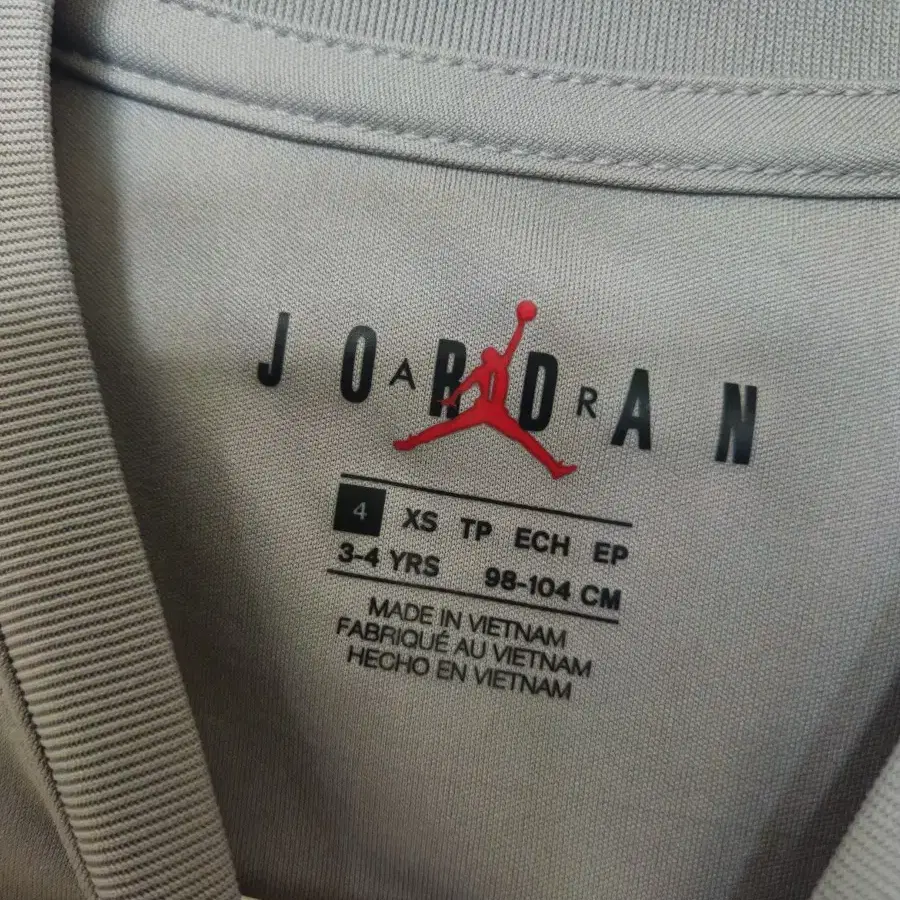 JORDAN
AIR
4 XS TP ECH EP
3-4 YRS 98-104 CM
MADE IN VIETNAM
FABRIQUÉ AU VIETNAM
HECHO EN VIETNAM